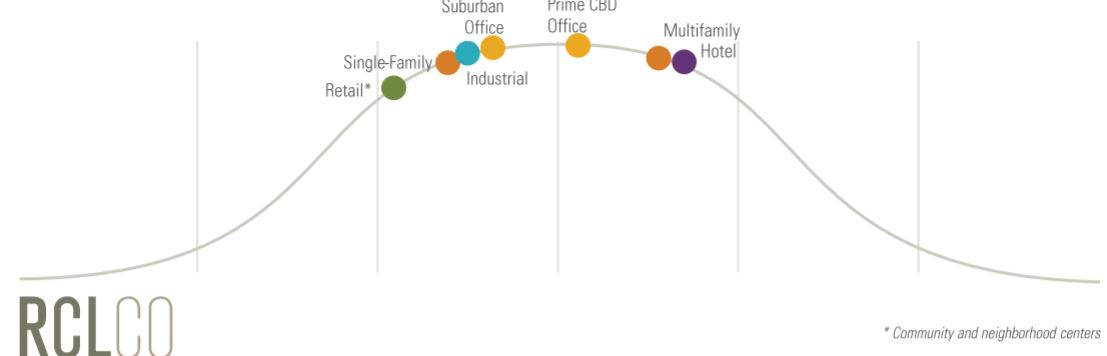 Suburban
Office
Prime CBD
Office
Multifamily
Hotel
Single-Family
Industrial
Retail*
RCLCO
* Community and neighborhood centers